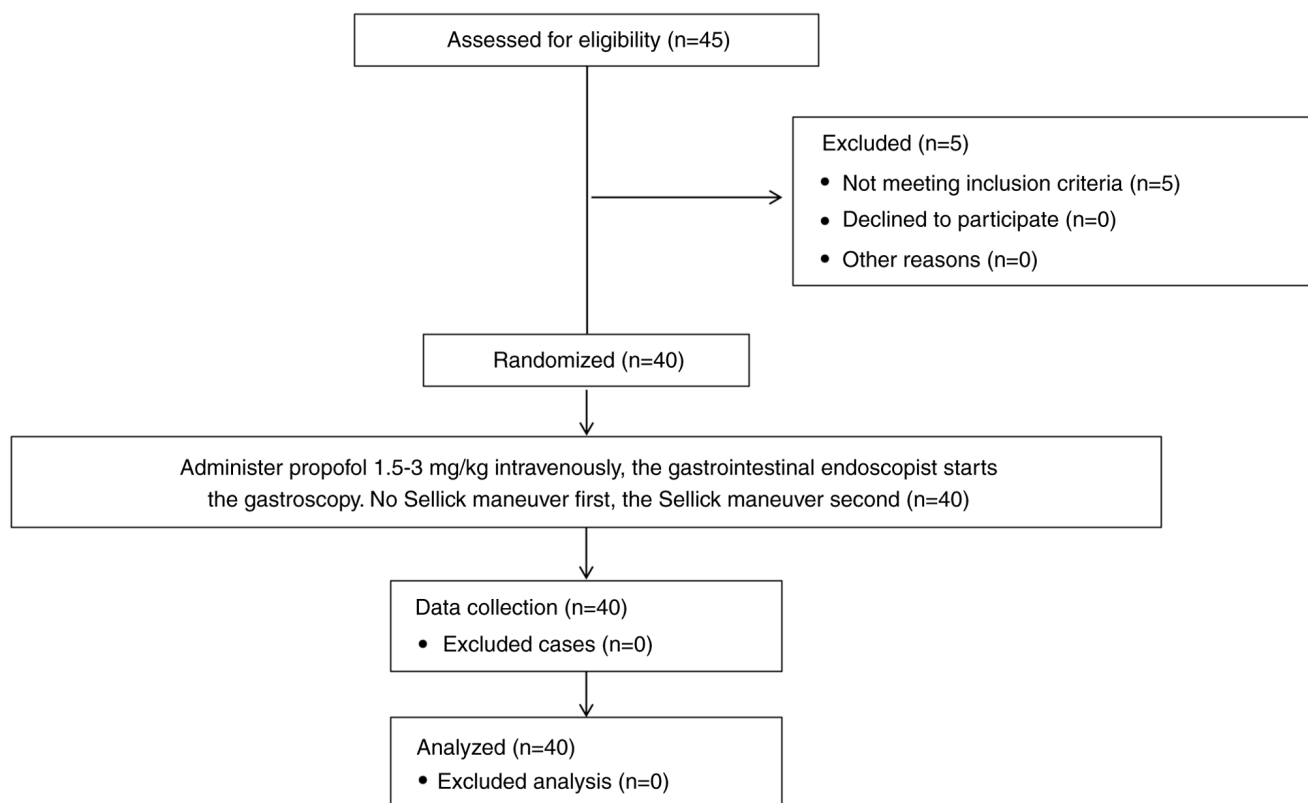 Assessed for eligibility (n=45)
Excluded (n=5)
• Not meeting inclusion criteria (n=5)
• Declined to participate (n=0)
• Other reasons (n=0)
Randomized (n=40)
Administer propofol 1.5-3 mg/kg intravenously, the gastrointestinal endoscopist starts
the gastroscopy. No Sellick maneuver first, the Sellick maneuver second (n=40)
Data collection (n=40)
• Excluded cases (n=0)
Analyzed (n=40)
• Excluded analysis (n=0)